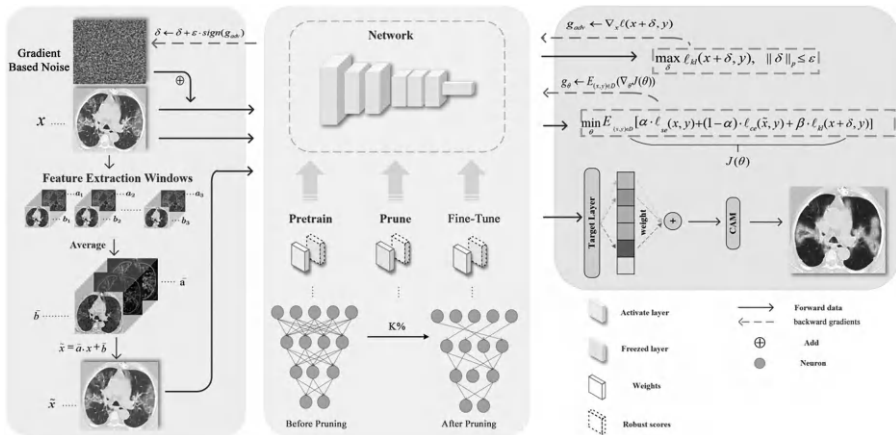 δ ← δ + ε·sign(g_adv)
Gradient
Based Noise
⊕
x
Feature Extraction Windows
a₁ a₂ a₃
b₁ b₂ b₃
Average
ā
b̄
x̃ = ā·x + b̄
x̃
Network
Pretrain Prune Fine-Tune
K%
Before Pruning After Pruning
g_adv ← ∇_x ℓ(x + δ, y)
max_δ ℓ_kl(x + δ, y), ‖δ‖_p ≤ ε
g_θ ← E_(x,y)∈D(∇_θ J(θ))
min_θ E_(x,y)∈D[α·ℓ_ce(x, y)+(1−α)·ℓ_ce(x̃, y)+β·ℓ_kl(x+δ, y)]
J(θ)
Target Layer
weight
CAM
Activate layer
Freezed layer
Weights
Robust scores
Forward data
backward gradients
Add
Neuron